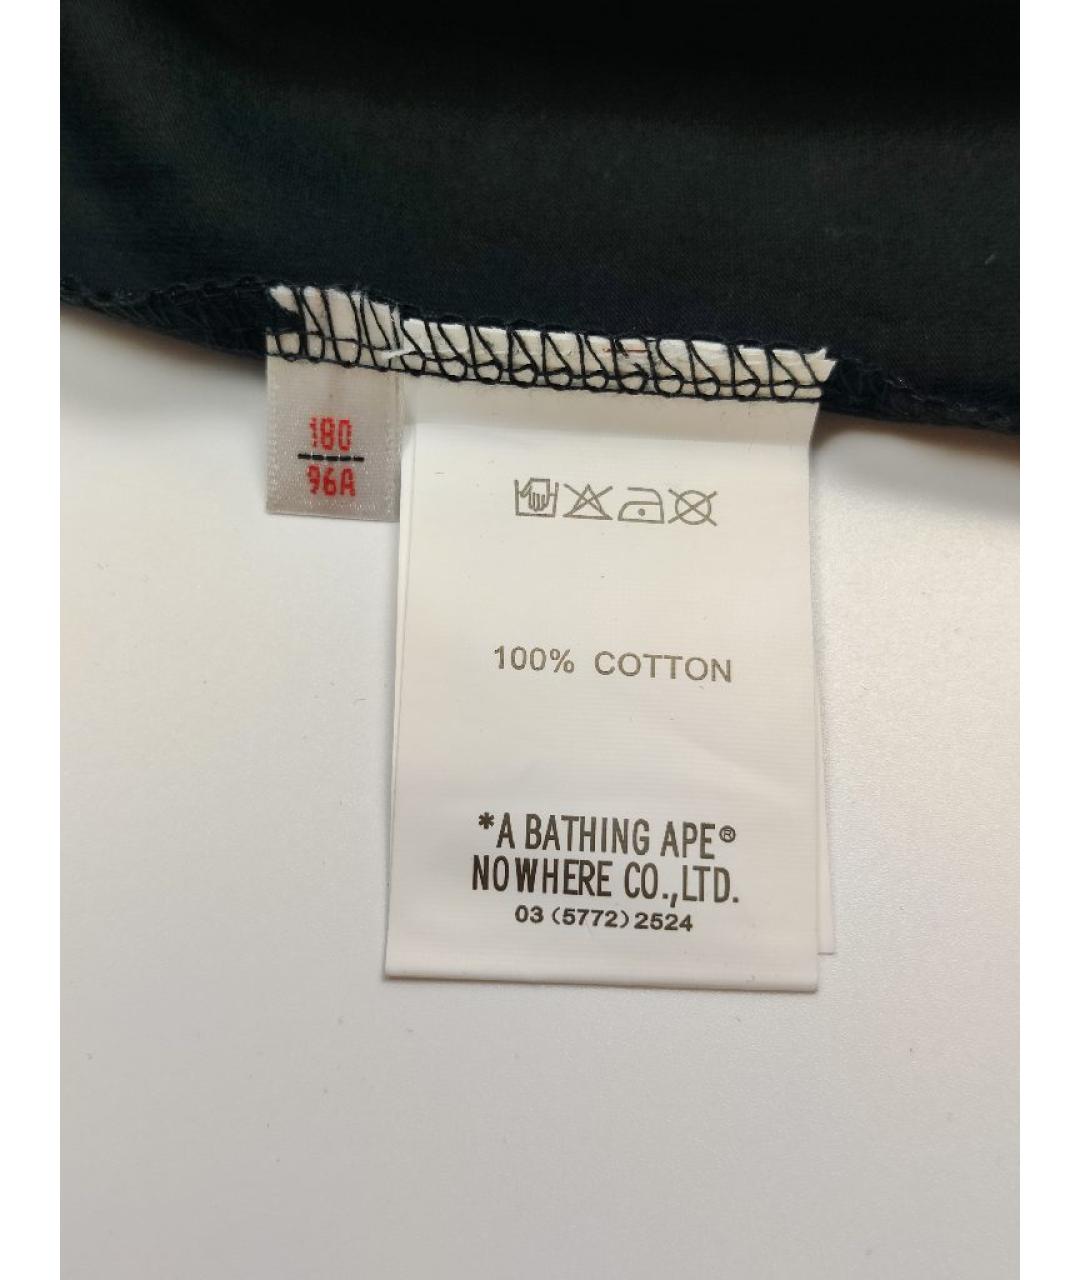 180
96A
100% COTTON
*A BATHING APE®
NOWHERE CO.,LTD.
03 (5772) 2524